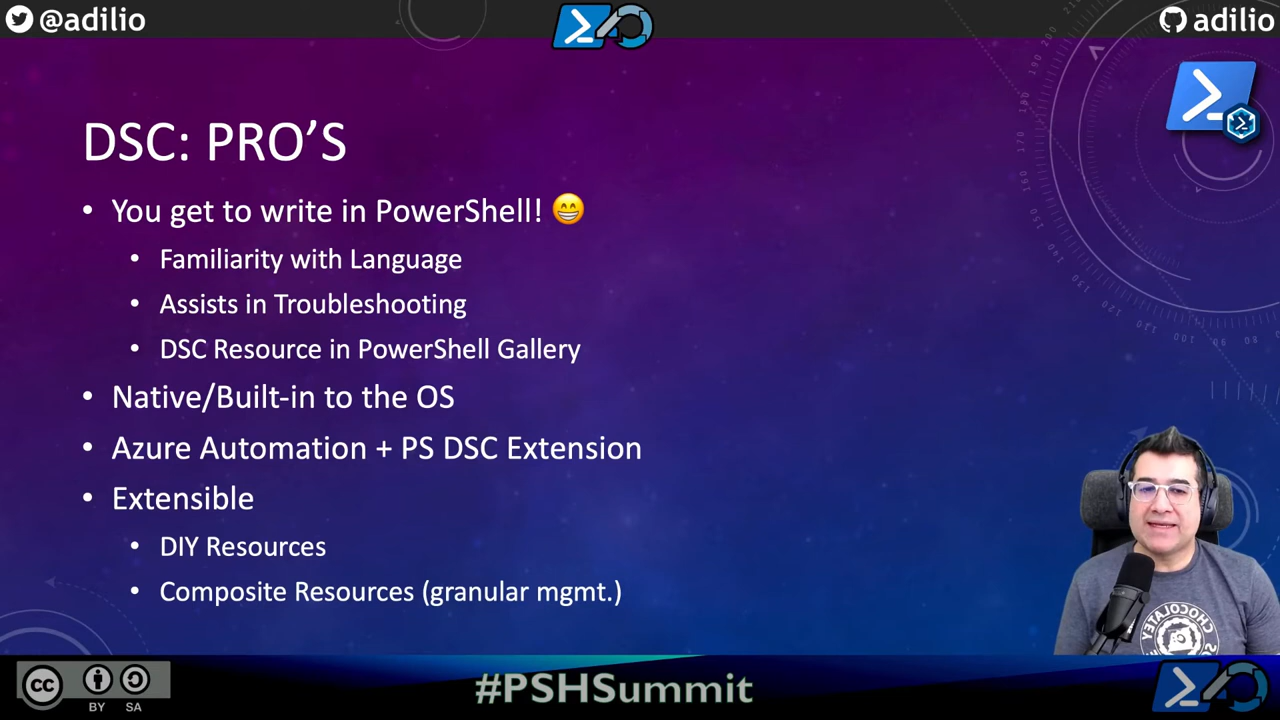 @adilio
adilio
DSC: PRO’S
• You get to write in PowerShell! 😁
• Familiarity with Language
• Assists in Troubleshooting
• DSC Resource in PowerShell Gallery
• Native/Built-in to the OS
• Azure Automation + PS DSC Extension
• Extensible
• DIY Resources
• Composite Resources (granular mgmt.)
CHOCOLATEY
cc
BY SA
#PSHSummit